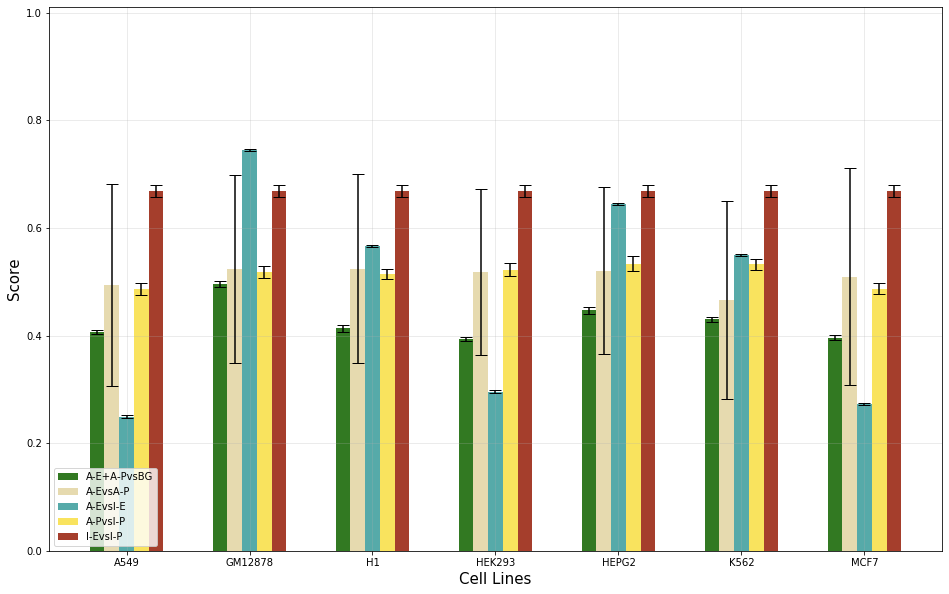 1.0
0.8
0.6
0.4
0.2
0.0
Score
A-E+A-PvsBG
A-EvsA-P
A-EvsI-E
A-PvsI-P
I-EvsI-P
A549 GM12878 H1 HEK293 HEPG2 K562 MCF7
Cell Lines